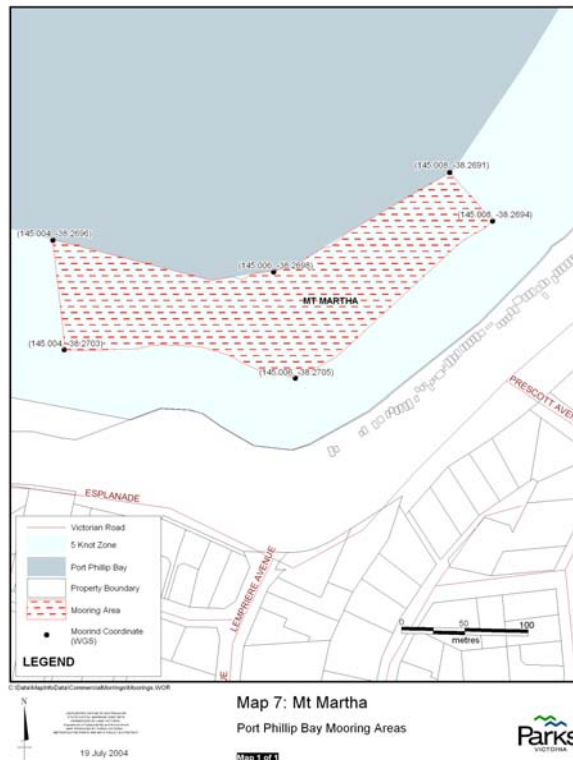 (145.008, -38.2691)
(145.008, -38.2694)
(145.004, -38.2696)
(145.006, -38.2698)
MT MARTHA
(145.004, -38.2703)
(145.006, -38.2705)
PRESCOTT AVEN
ESPLANADE
LEMPRIERE AVENUE
UE
Victorian Road
5 Knot Zone
Port Phillip Bay
Property Boundary
Mooring Area
Moorind Coordinate
(WGS)
LEGEND
0 50 100
metres
Map 7: Mt Martha
Port Phillip Bay Mooring Areas
Map 1 of 1
N
19 July 2004
Parks
VICTORIA